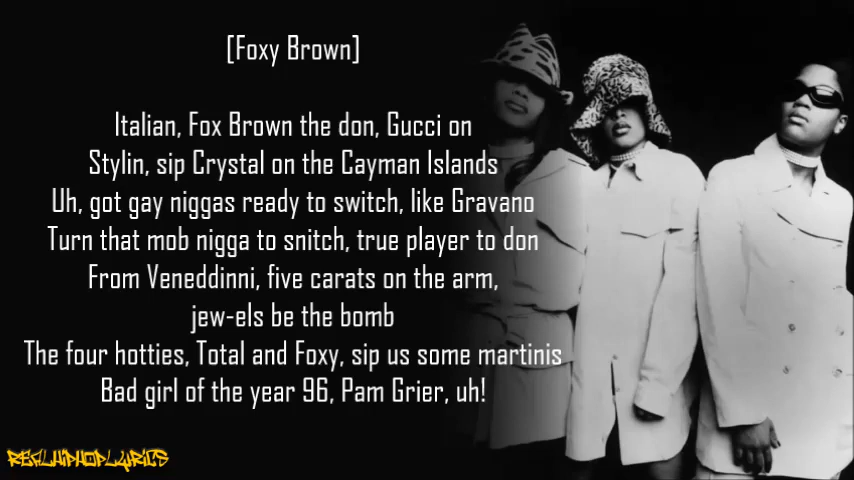 [Foxy Brown]
Italian, Fox Brown the don, Gucci on
Stylin, sip Crystal on the Cayman Islands
Uh, got gay niggas ready to switch, like Gravano
Turn that mob nigga to snitch, true player to don
From Veneddinni, five carats on the arm,
jew-els be the bomb
The four hotties, Total and Foxy, sip us some martinis
Bad girl of the year 96, Pam Grier, uh!
REALHIPHOPLYRICS